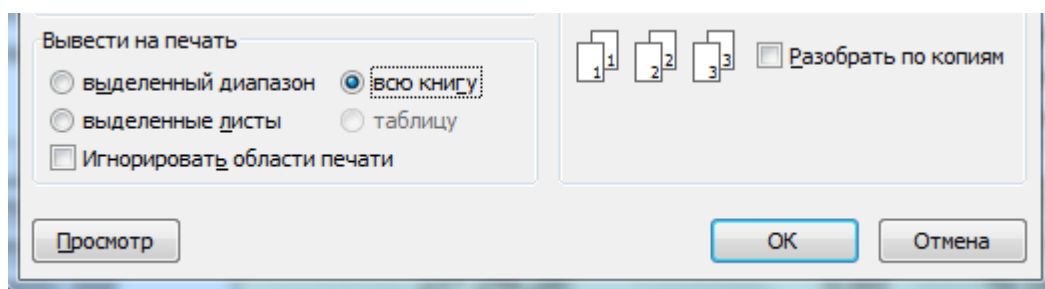 Вывести на печать
выделенный диапазон
всю книгу
выделенные листы
таблицу
Игнорировать области печати
1 1 2 2 3 3
Разобрать по копиям
Просмотр
ОК
Отмена